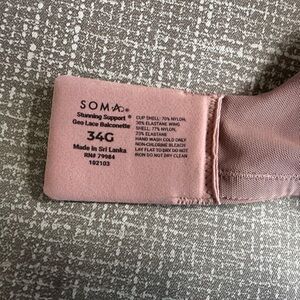 SOMA®
Stunning Support®
Geo Lace Balconette
34G
Made in Sri Lanka
RN# 79984
102103
CUP SHELL: 70% NYLON,
30% ELASTANE WING
SHELL: 77% NYLON,
23% ELASTANE
HAND WASH COLD ONLY
NON-CHLORINE BLEACH
LAY FLAT TO DRY DO NOT
IRON DO NOT DRY CLEAN